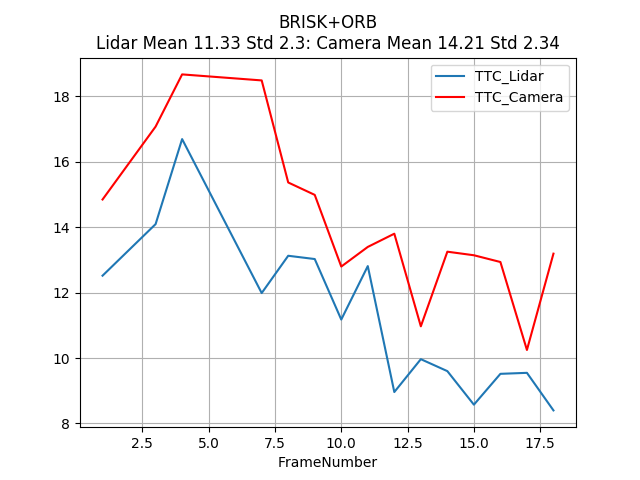 BRISK+ORB
Lidar Mean 11.33 Std 2.3: Camera Mean 14.21 Std 2.34
TTC_Lidar
TTC_Camera
18
16
14
12
10
8
2.5 5.0 7.5 10.0 12.5 15.0 17.5
FrameNumber